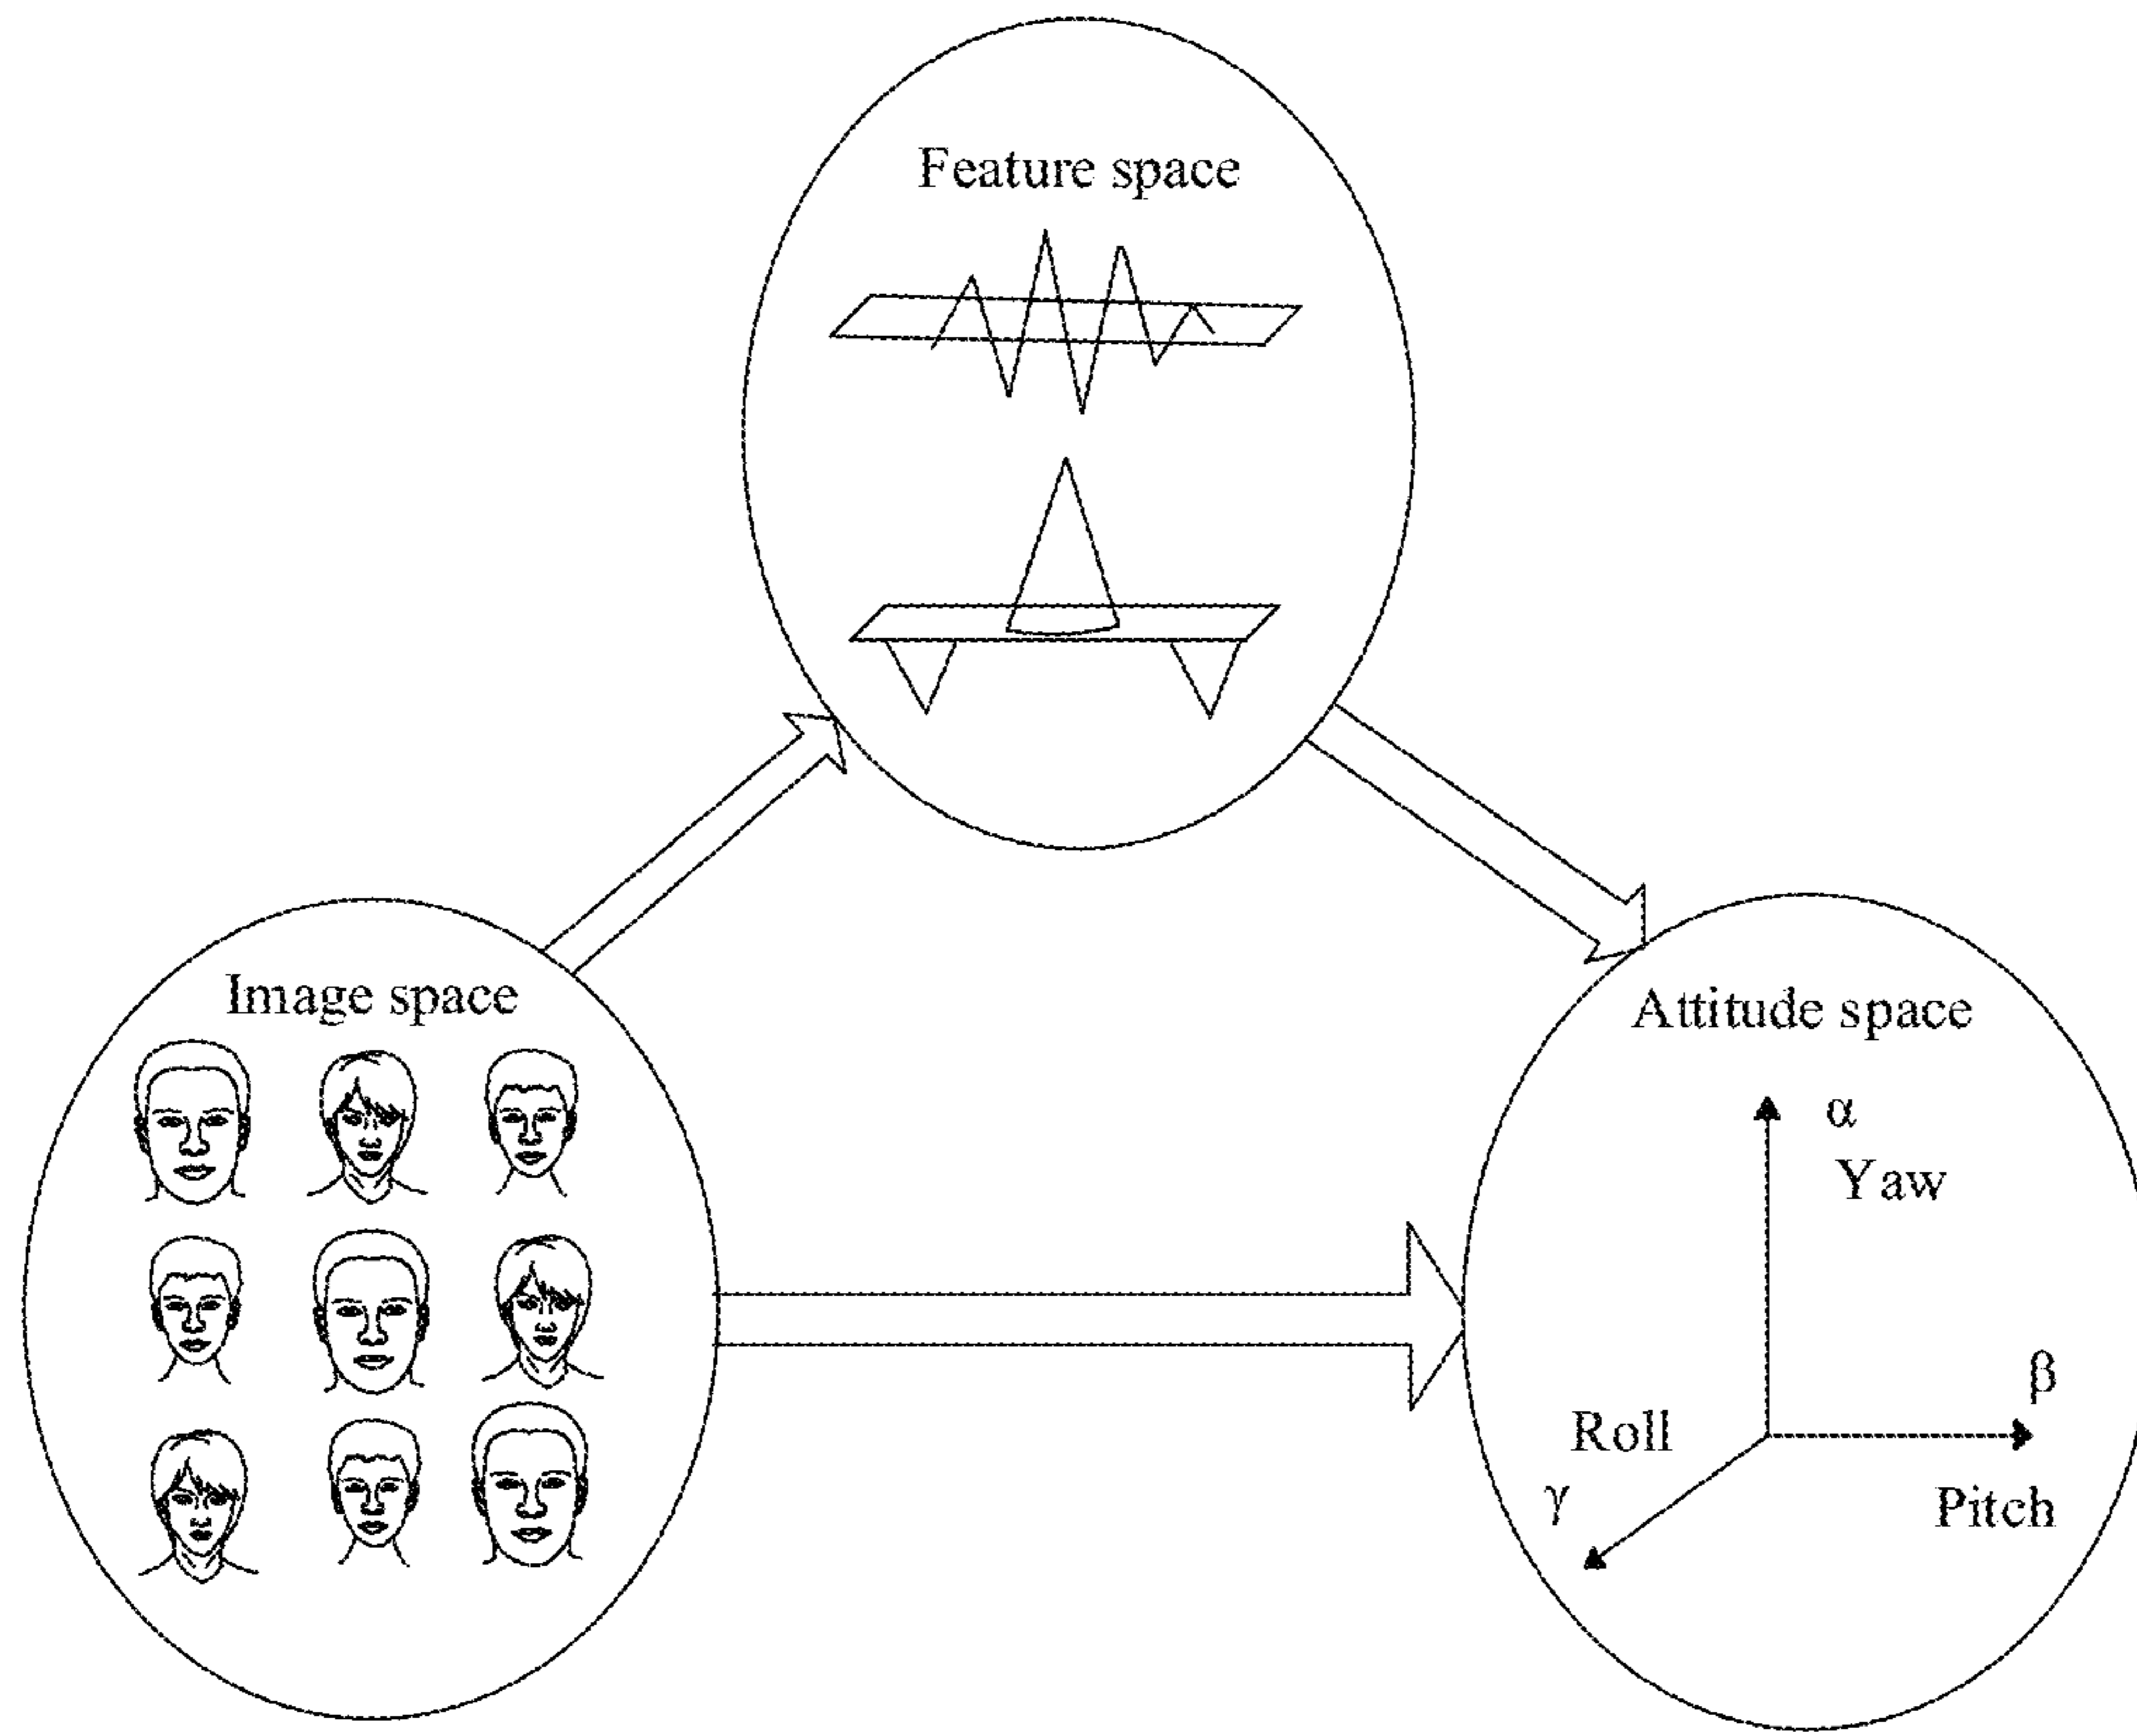 Feature space
Image space
Attitude space
α
Yaw
β
Roll
γ
Pitch